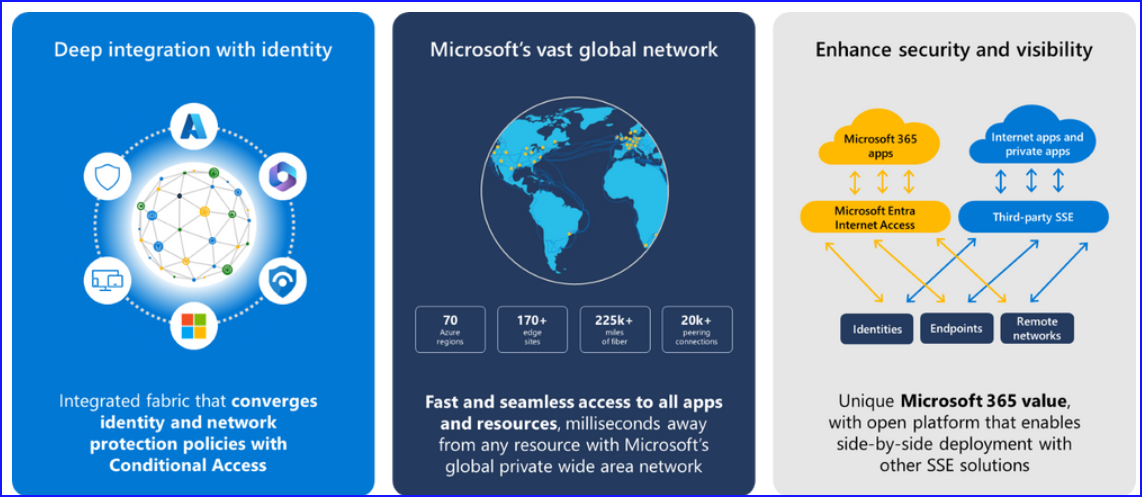 Deep integration with identity
Integrated fabric that converges
identity and network
protection policies with
Conditional Access
Microsoft's vast global network
70
Azure
regions
170+
edge
sites
225k+
miles
of fiber
20k+
peering
connections
Fast and seamless access to all apps
and resources, milliseconds away
from any resource with Microsoft's
global private wide area network
Enhance security and visibility
Microsoft 365
apps
Internet apps and
private apps
Microsoft Entra
Internet Access
Third-party SSE
Identities
Endpoints
Remote
networks
Unique Microsoft 365 value,
with open platform that enables
side-by-side deployment with
other SSE solutions